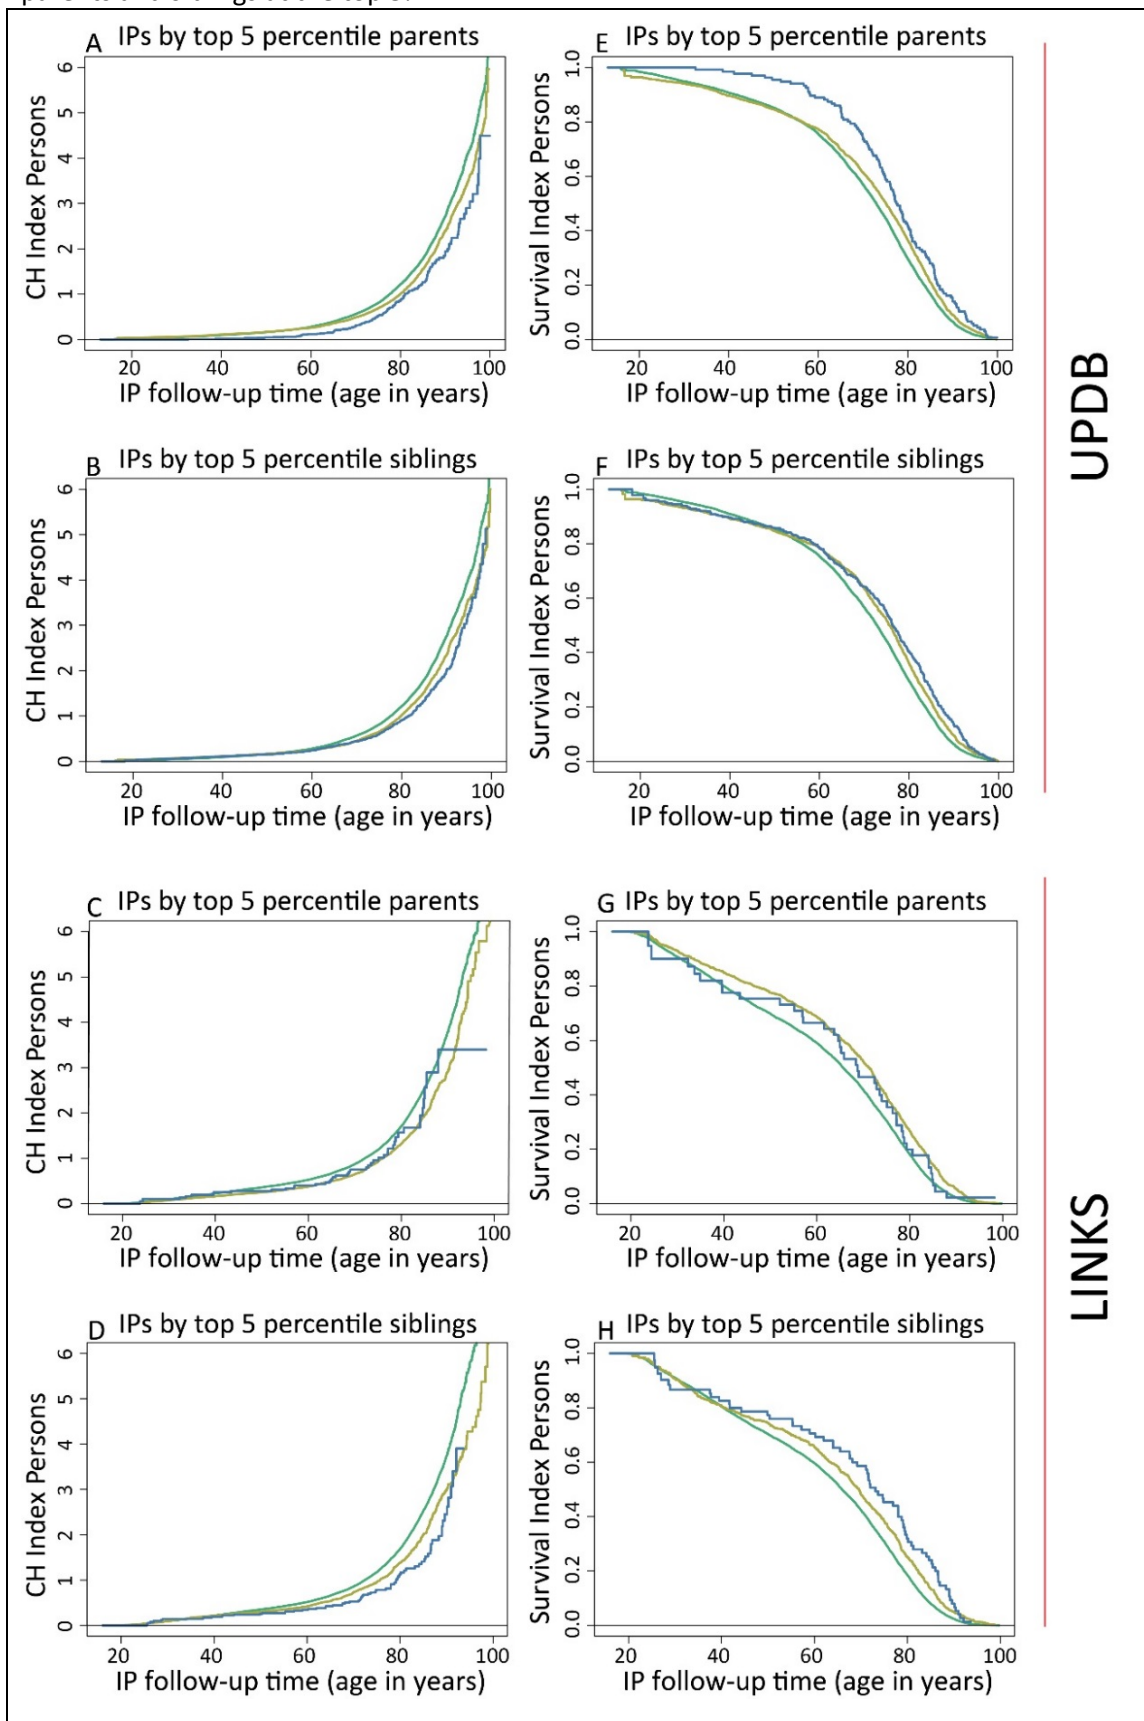 A IPs by top 5 percentile parents
CH Index Persons
0 1 2 3 4 5 6
20 40 60 80 100
IP follow-up time (age in years)
E IPs by top 5 percentile parents
Survival Index Persons
0.0 0.2 0.4 0.6 0.8 1.0
20 40 60 80 100
IP follow-up time (age in years)
B IPs by top 5 percentile siblings
CH Index Persons
0 1 2 3 4 5 6
20 40 60 80 100
IP follow-up time (age in years)
F IPs by top 5 percentile siblings
Survival Index Persons
0.0 0.2 0.4 0.6 0.8 1.0
20 40 60 80 100
IP follow-up time (age in years)
UPDB
C IPs by top 5 percentile parents
CH Index Persons
0 1 2 3 4 5 6
20 40 60 80 100
IP follow-up time (age in years)
G IPs by top 5 percentile parents
Survival Index Persons
0.0 0.2 0.4 0.6 0.8 1.0
20 40 60 80 100
IP follow-up time (age in years)
D IPs by top 5 percentile siblings
CH Index Persons
0 1 2 3 4 5 6
20 40 60 80 100
IP follow-up time (age in years)
H IPs by top 5 percentile siblings
Survival Index Persons
0.0 0.2 0.4 0.6 0.8 1.0
20 40 60 80 100
IP follow-up time (age in years)
LINKS